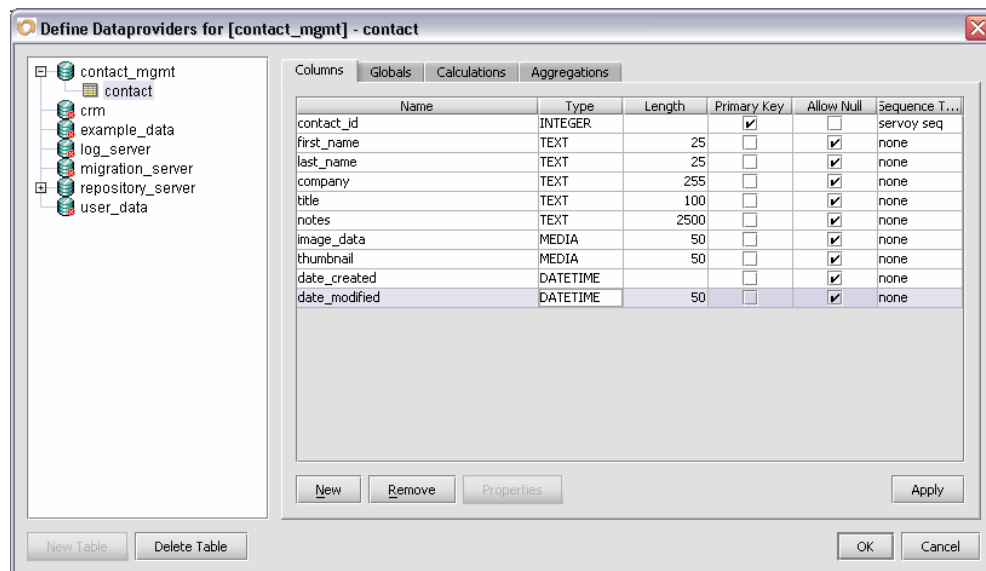 Define Dataproviders for [contact_mgmt] - contact
contact_mgmt
contact
crm
example_data
log_server
migration_server
repository_server
user_data
Columns Globals Calculations Aggregations
Name Type Length Primary Key Allow Null Sequence T...
contact_id INTEGER servoy seq
first_name TEXT 25 none
last_name TEXT 25 none
company TEXT 255 none
title TEXT 100 none
notes TEXT 2500 none
image_data MEDIA 50 none
thumbnail MEDIA 50 none
date_created DATETIME none
date_modified DATETIME 50 none
New Remove Properties Apply
New Table Delete Table OK Cancel